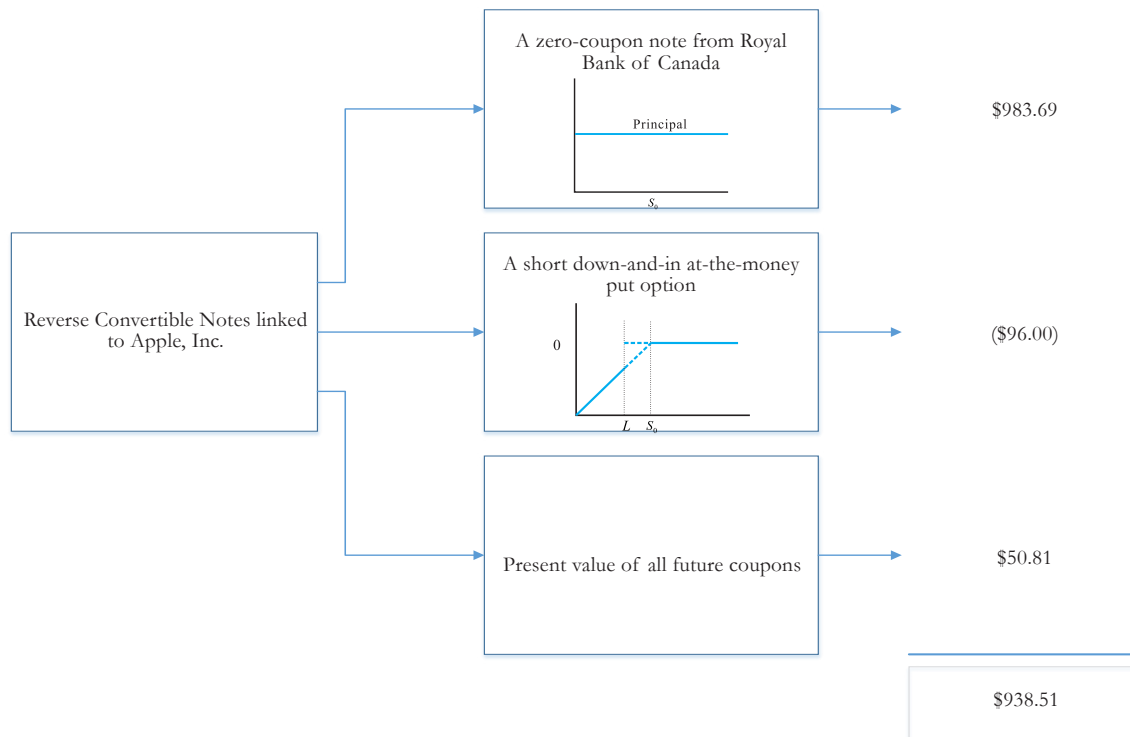 A zero-coupon note from Royal
Bank of Canada
Principal
S₀
$983.69
Reverse Convertible Notes linked
to Apple, Inc.
A short down-and-in at-the-money
put option
0
L S₀
($96.00)
Present value of all future coupons
$50.81
$938.51